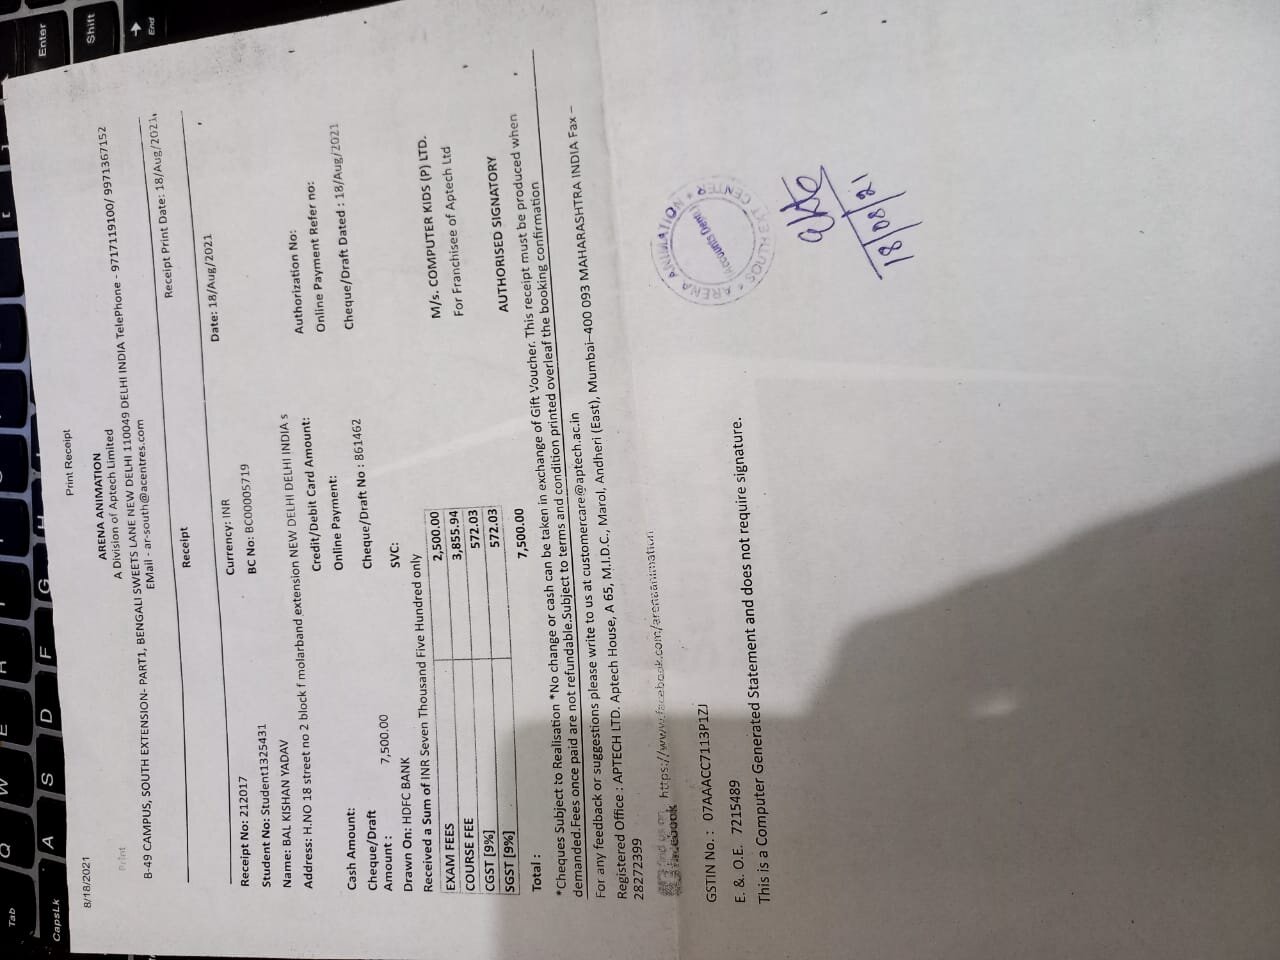 8/18/2021
Print Receipt
Print
ARENA ANIMATION
A Division of Aptech Limited
B-49 CAMPUS, SOUTH EXTENSION- PART1, BENGALI SWEETS LANE NEW DELHI 110049 DELHI INDIA TelePhone - 9717119100/ 9971367152
EMail - ar-south@acentres.com
Receipt Print Date: 18/Aug/2021
Receipt
Date: 18/Aug/2021
Currency: INR
Receipt No: 212017 BC No: BC00005719
Student No: Student1325431
Name: BAL KISHAN YADAV
Address: H.NO 18 street no 2 block f molarband extension NEW DELHI DELHI INDIA s
Authorization No:
Credit/Debit Card Amount:
Online Payment Refer no:
Online Payment:
Cash Amount:
Cheque/Draft Dated : 18/Aug/2021
Cheque/Draft No : 861462
Cheque/Draft
Amount : 7,500.00
SVC:
Drawn On: HDFC BANK
Received a Sum of INR Seven Thousand Five Hundred only
M/s. COMPUTER KIDS (P) LTD.
EXAM FEES 2,500.00
For Franchisee of Aptech Ltd
COURSE FEE 3,855.94
CGST [9%] 572.03
SGST [9%] 572.03
AUTHORISED SIGNATORY
Total : 7,500.00
*Cheques Subject to Realisation *No change or cash can be taken in exchange of Gift Voucher. This receipt must be produced when
demanded.Fees once paid are not refundable.Subject to terms and condition printed overleaf the booking confirmation
For any feedback or suggestions please write to us at customercare@aptech.ac.in
Registered Office : APTECH LTD. Aptech House, A 65, M.I.D.C., Marol, Andheri (East), Mumbai–400 093 MAHARASHTRA INDIA Fax –
28272399
find us on
facebook https://www.facebook.com/arenaanimation
ARENA ANIMATION * SOUTH EXT CENTER *
Accounts Dept.
GSTIN No. : 07AAACC7113P1ZJ
E. &. O.E. 7215489
This is a Computer Generated Statement and does not require signature.
18/08/21
Tab
Q
W
E
R
CapsLk
A
S
D
F
G
H
Enter
Shift
End